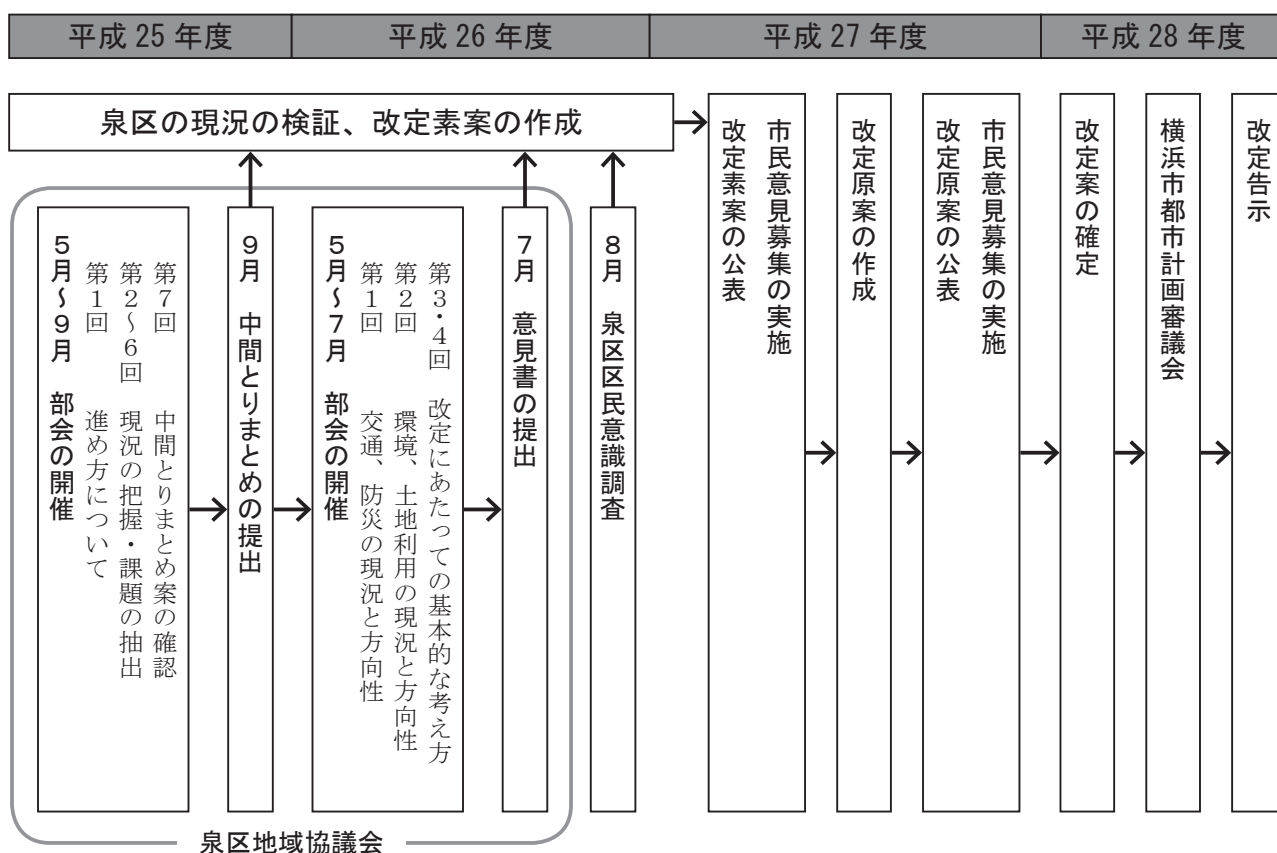 平成 25 年度
平成 26 年度
平成 27 年度
平成 28 年度
泉区の現況の検証、改定素案の作成
5月~9月 部会の開催
第1回 進め方について
第2~6回 現況の把握・課題の抽出
第7回 中間とりまとめ案の確認
9月 中間とりまとめの提出
5月~7月 部会の開催
第1回 交通、防災の現況と方向性
第2回 環境、土地利用の現況と方向性
第3・4回 改定にあたっての基本的な考え方
7月 意見書の提出
泉区地域協議会
8月 泉区区民意識調査
改定素案の公表
市民意見募集の実施
改定原案の作成
改定原案の公表
市民意見募集の実施
改定案の確定
横浜市都市計画審議会
改定告示